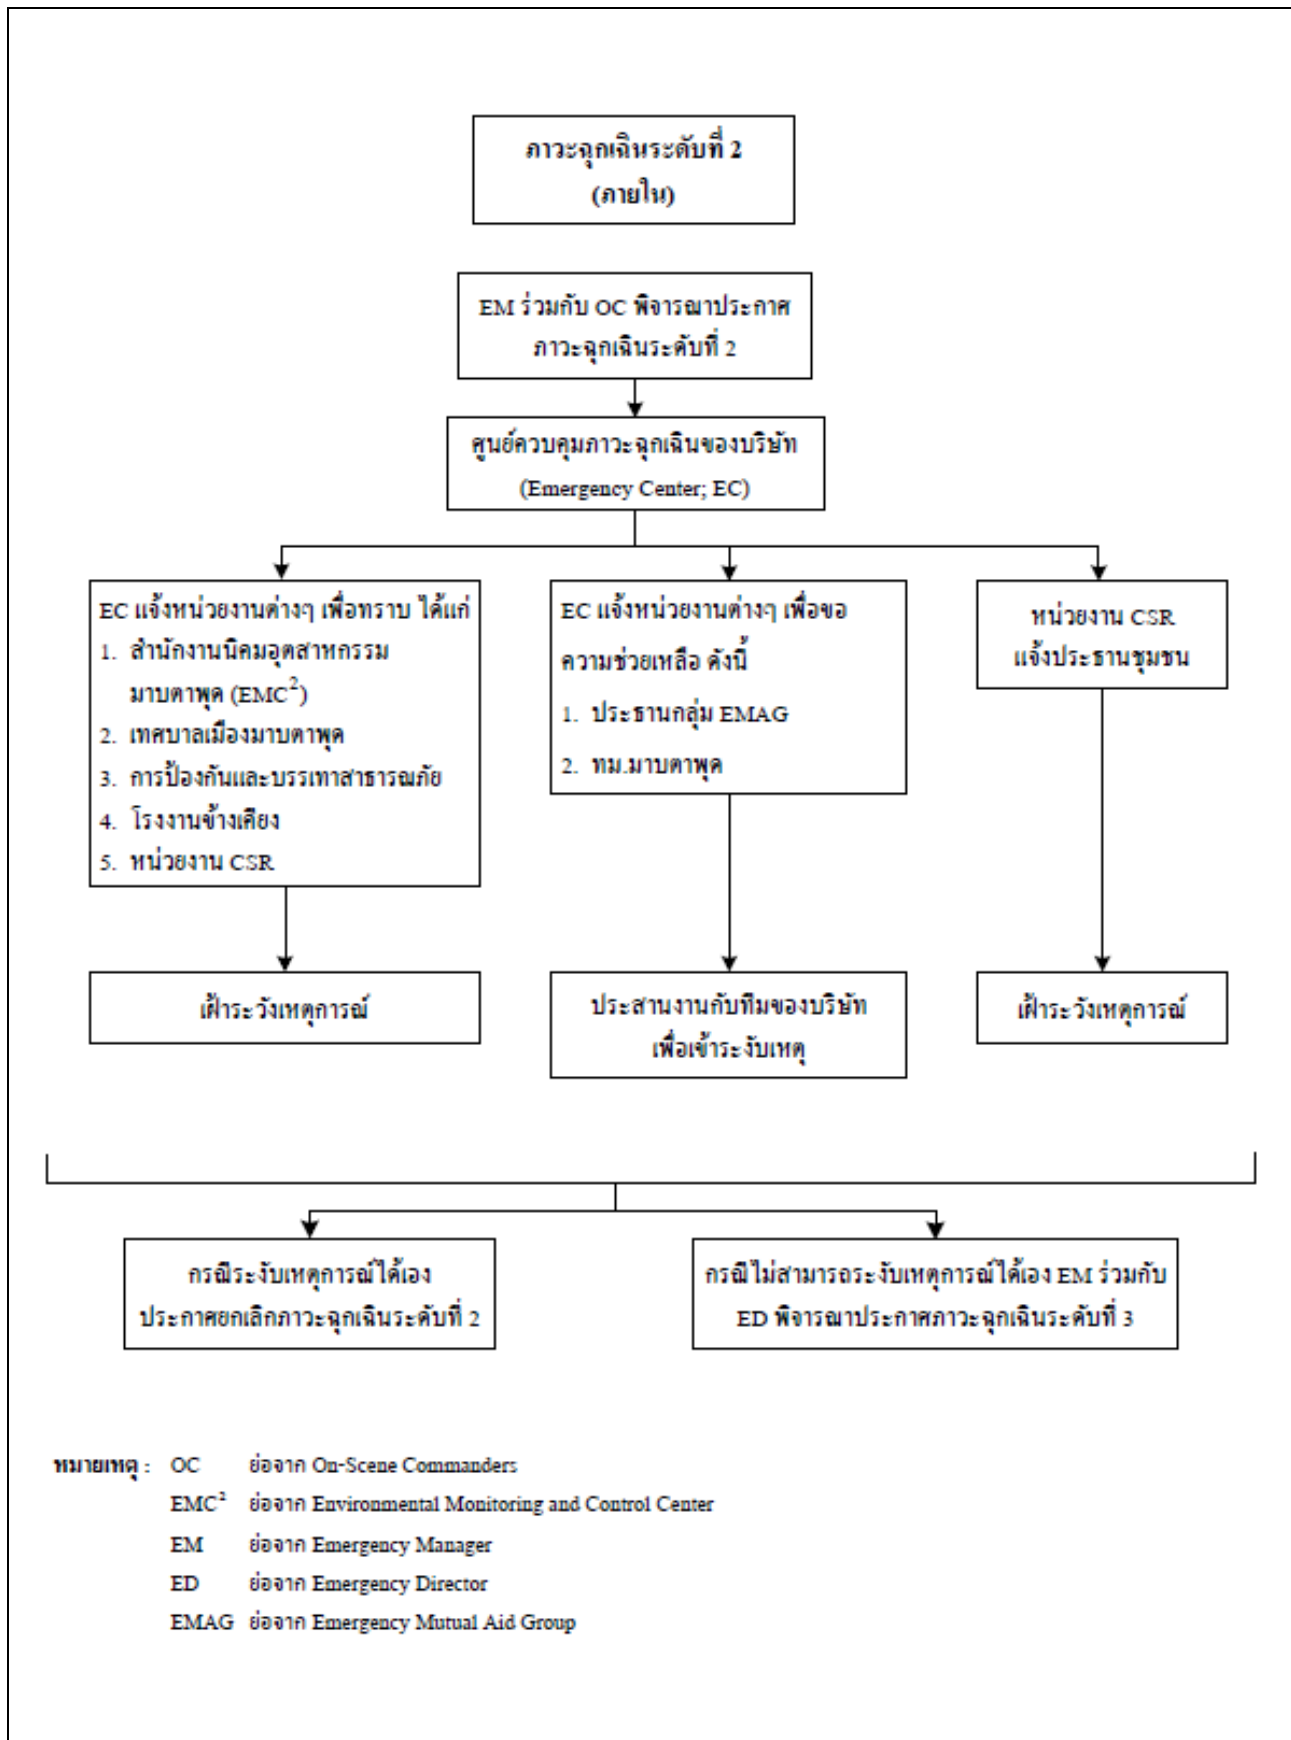 ภาวะฉุกเฉินระดับที่ 2
(ภายใน)
EM ร่วมกับ OC พิจารณาประกาศ
ภาวะฉุกเฉินระดับที่ 2
ศูนย์ควบคุมภาวะฉุกเฉินของบริษัท
(Emergency Center; EC)
EC แจ้งหน่วยงานต่างๆ เพื่อทราบ ได้แก่
1. สำนักงานนิคมอุตสาหกรรม
มาบตาพุด (EMC²)
2. เทศบาลเมืองมาบตาพุด
3. การป้องกันและบรรเทาสาธารณภัย
4. โรงงานข้างเคียง
5. หน่วยงาน CSR
EC แจ้งหน่วยงานต่างๆ เพื่อขอ
ความช่วยเหลือ ดังนี้
1. ประธานกลุ่ม EMAG
2. ทม.มาบตาพุด
หน่วยงาน CSR
แจ้งประธานชุมชน
เฝ้าระวังเหตุการณ์
ประสานงานกับทีมของบริษัท
เพื่อเข้าระงับเหตุ
เฝ้าระวังเหตุการณ์
กรณีระงับเหตุการณ์ได้เอง
ประกาศยกเลิกภาวะฉุกเฉินระดับที่ 2
กรณีไม่สามารถระงับเหตุการณ์ได้เอง EM ร่วมกับ
ED พิจารณาประกาศภาวะฉุกเฉินระดับที่ 3
หมายเหตุ : OC ย่อจาก On-Scene Commanders
EMC² ย่อจาก Environmental Monitoring and Control Center
EM ย่อจาก Emergency Manager
ED ย่อจาก Emergency Director
EMAG ย่อจาก Emergency Mutual Aid Group